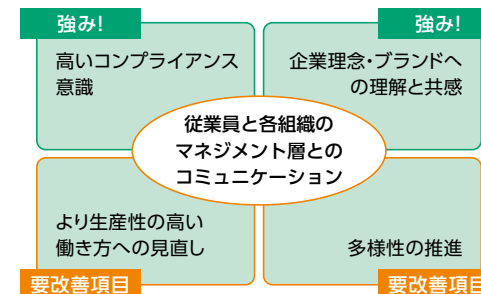 強み!
強み!
高いコンプライアンス
意識
企業理念・ブランドへ
の理解と共感
従業員と各組織の
マネジメント層との
コミュニケーション
より生産性の高い
働き方への見直し
多様性の推進
要改善項目
要改善項目